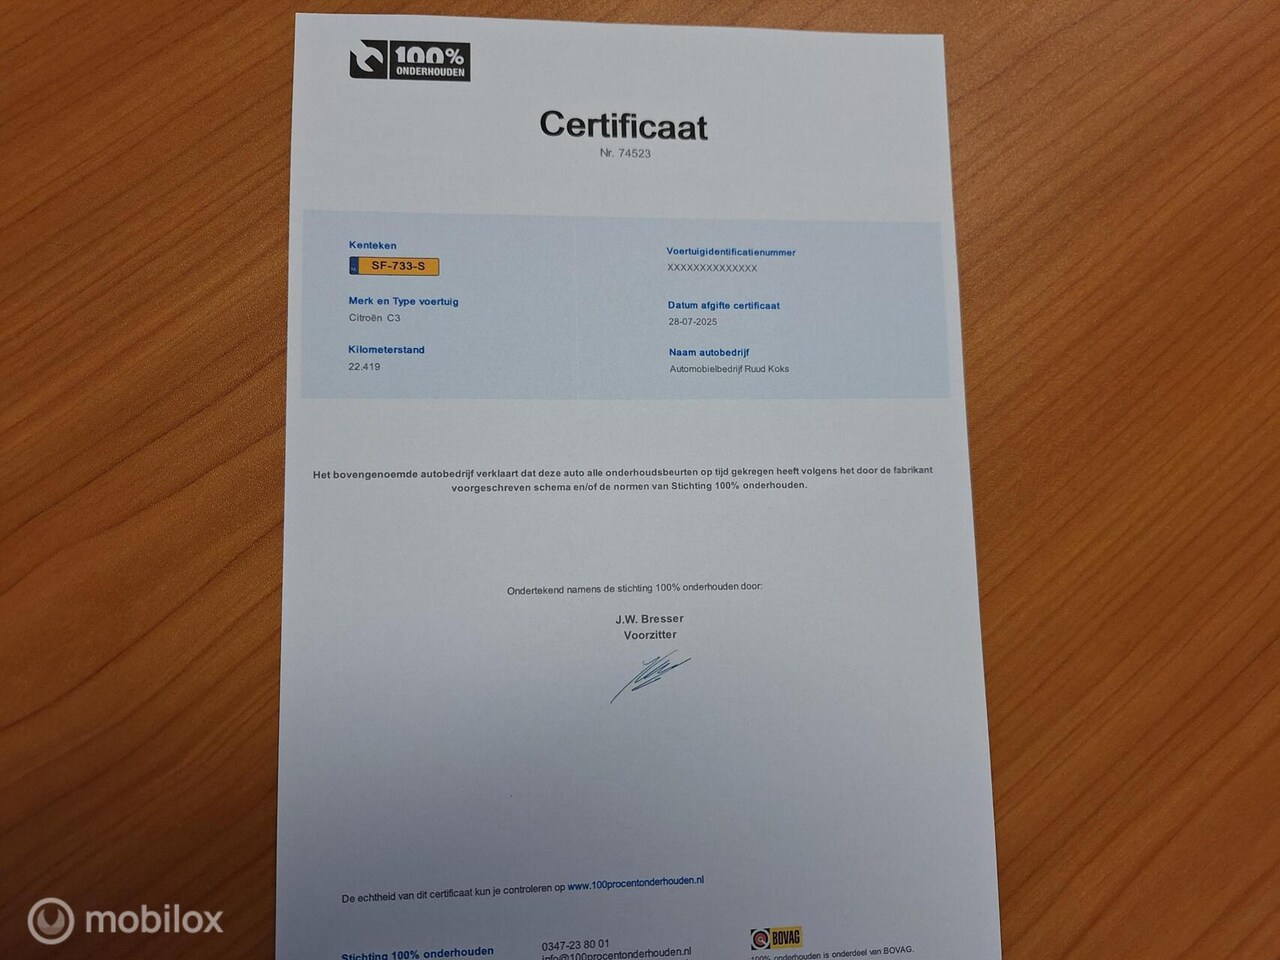 100%
ONDERHOUDEN
Certificaat
Nr. 74523
Kenteken
NL
SF-733-S
Merk en Type voertuig
Citroën C3
Kilometerstand
22.419
Voertuigidentificatienummer
XXXXXXXXXXXXXX
Datum afgifte certificaat
28-07-2025
Naam autobedrijf
Automobielbedrijf Ruud Koks
Het bovengenoemde autobedrijf verklaart dat deze auto alle onderhoudsbeurten op tijd gekregen heeft volgens het door de fabrikant
voorgeschreven schema en/of de normen van Stichting 100% onderhouden.
Ondertekend namens de stichting 100% onderhouden door:
J.W. Bresser
Voorzitter
De echtheid van dit certificaat kun je controleren op www.100procentonderhouden.nl
Stichting 100% onderhouden
0347-23 80 01
info@100procentonderhouden.nl
BOVAG
100% onderhouden is onderdeel van BOVAG.
mobilox